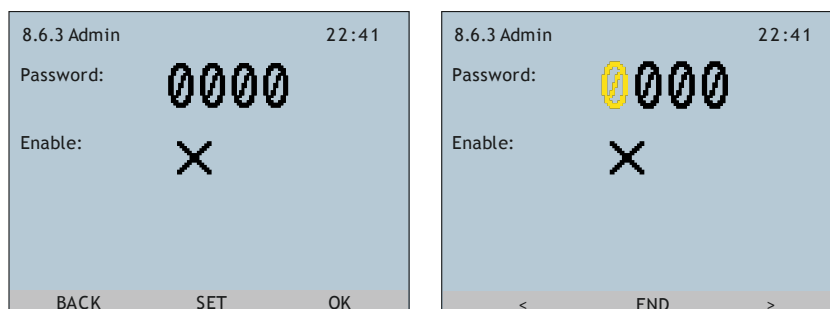 8.6.3 Admin 22:41
Password: 0000
Enable: ×
BACK SET OK
8.6.3 Admin 22:41
Password: 0000
Enable: ×
< END >